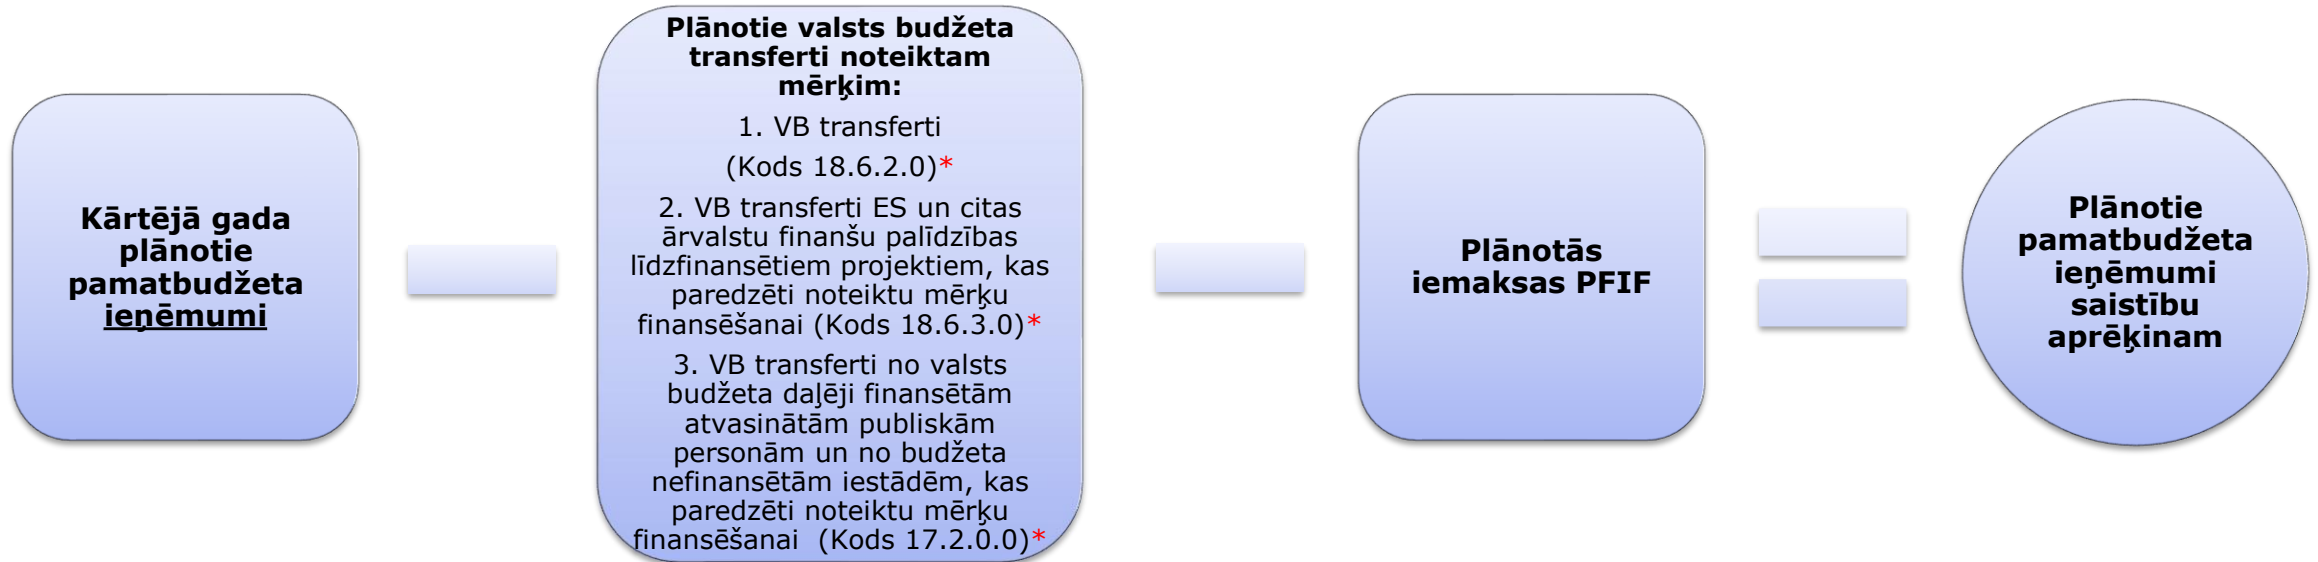 Kārtējā gada
plānotie
pamatbudžeta
ieņēmumi
Plānotie valsts budžeta
transferti noteiktam
mērķim:
1. VB transferti
(Kods 18.6.2.0)*
2. VB transferti ES un citas
ārvalstu finanšu palīdzības
līdzfinansētiem projektiem, kas
paredzēti noteiktu mērķu
finansēšanai (Kods 18.6.3.0)*
3. VB transferti no valsts
budžeta daļēji finansētām
atvasinātām publiskām
personām un no budžeta
nefinansētām iestādēm, kas
paredzēti noteiktu mērķu
finansēšanai  (Kods 17.2.0.0)*
Plānotās
iemaksas PFIF
Plānotie
pamatbudžeta
ieņēmumi
saistību
aprēķinam